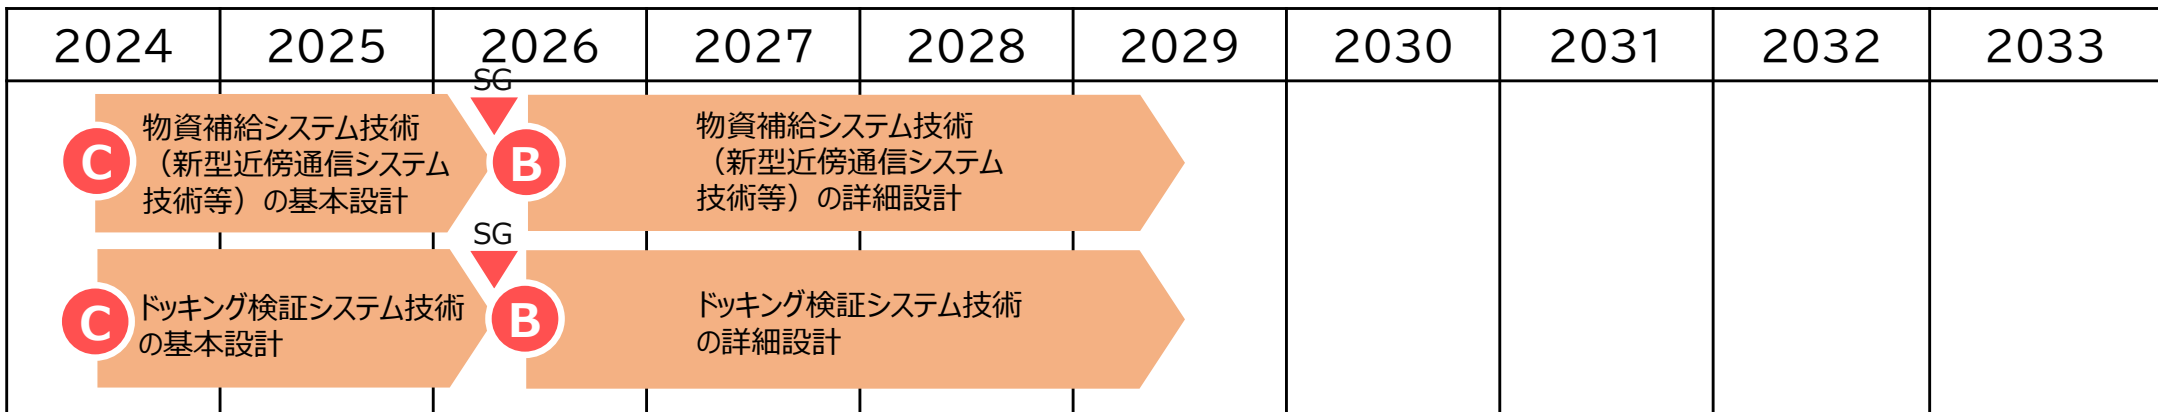 2024 2025 2026 2027 2028 2029 2030 2031 2032 2033
SG
C
物資補給システム技術
（新型近傍通信システム
技術等）の基本設計
B
物資補給システム技術
（新型近傍通信システム
技術等）の詳細設計
SG
C
ドッキング検証システム技術
の基本設計
B
ドッキング検証システム技術
の詳細設計